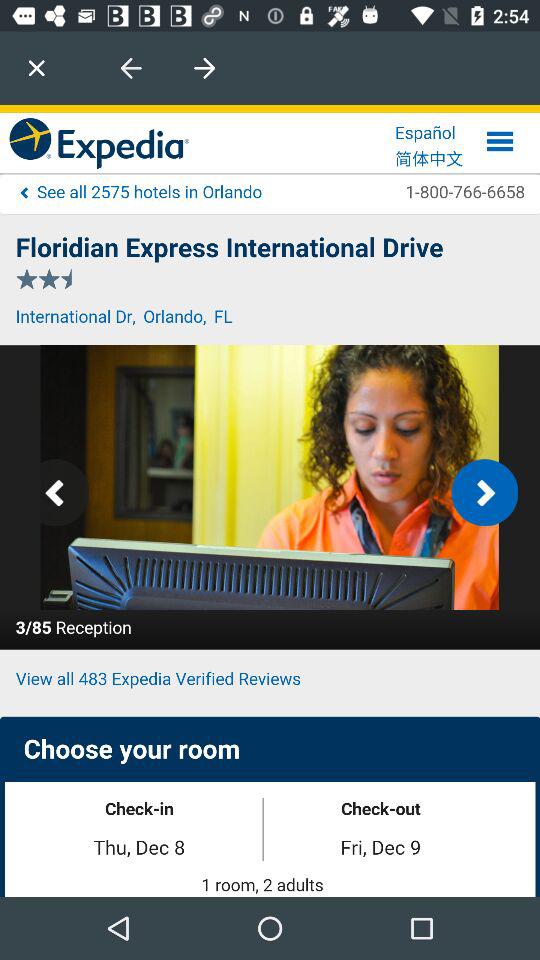 2:54
Expedia
Español
简体中文
See all 2575 hotels in Orlando
1-800-766-6658
Floridian Express International Drive
International Dr, Orlando, FL
3/85 Reception
View all 483 Expedia Verified Reviews
Choose your room
Check-in
Check-out
Thu, Dec 8
Fri, Dec 9
1 room, 2 adults